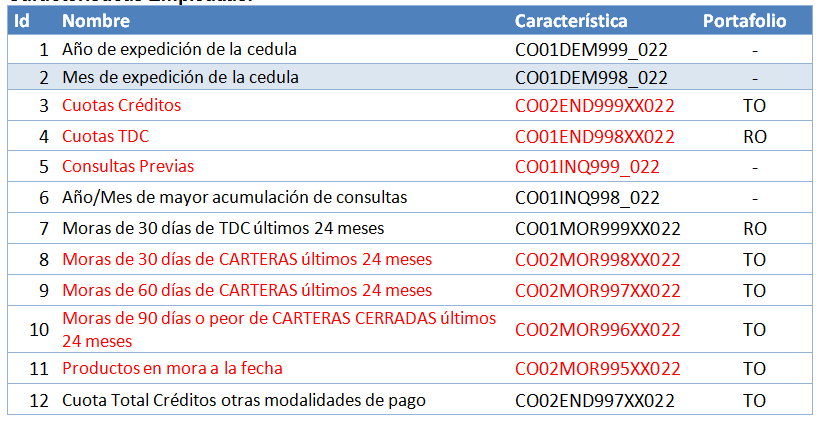 Id Nombre Característica Portafolio
1 Año de expedición de la cedula CO01DEM999_022 -
2 Mes de expedición de la cedula CO01DEM998_022 -
3 Cuotas Créditos CO02END999XX022 TO
4 Cuotas TDC CO01END998XX022 RO
5 Consultas Previas CO01INQ999_022 -
6 Año/Mes de mayor acumulación de consultas CO01INQ998_022 -
7 Moras de 30 días de TDC últimos 24 meses CO01MOR999XX022 RO
8 Moras de 30 días de CARTERAS últimos 24 meses CO02MOR998XX022 TO
9 Moras de 60 días de CARTERAS últimos 24 meses CO02MOR997XX022 TO
10 Moras de 90 días o peor de CARTERAS CERRADAS últimos
24 meses CO02MOR996XX022 TO
11 Productos en mora a la fecha CO02MOR995XX022 TO
12 Cuota Total Créditos otras modalidades de pago CO02END997XX022 TO